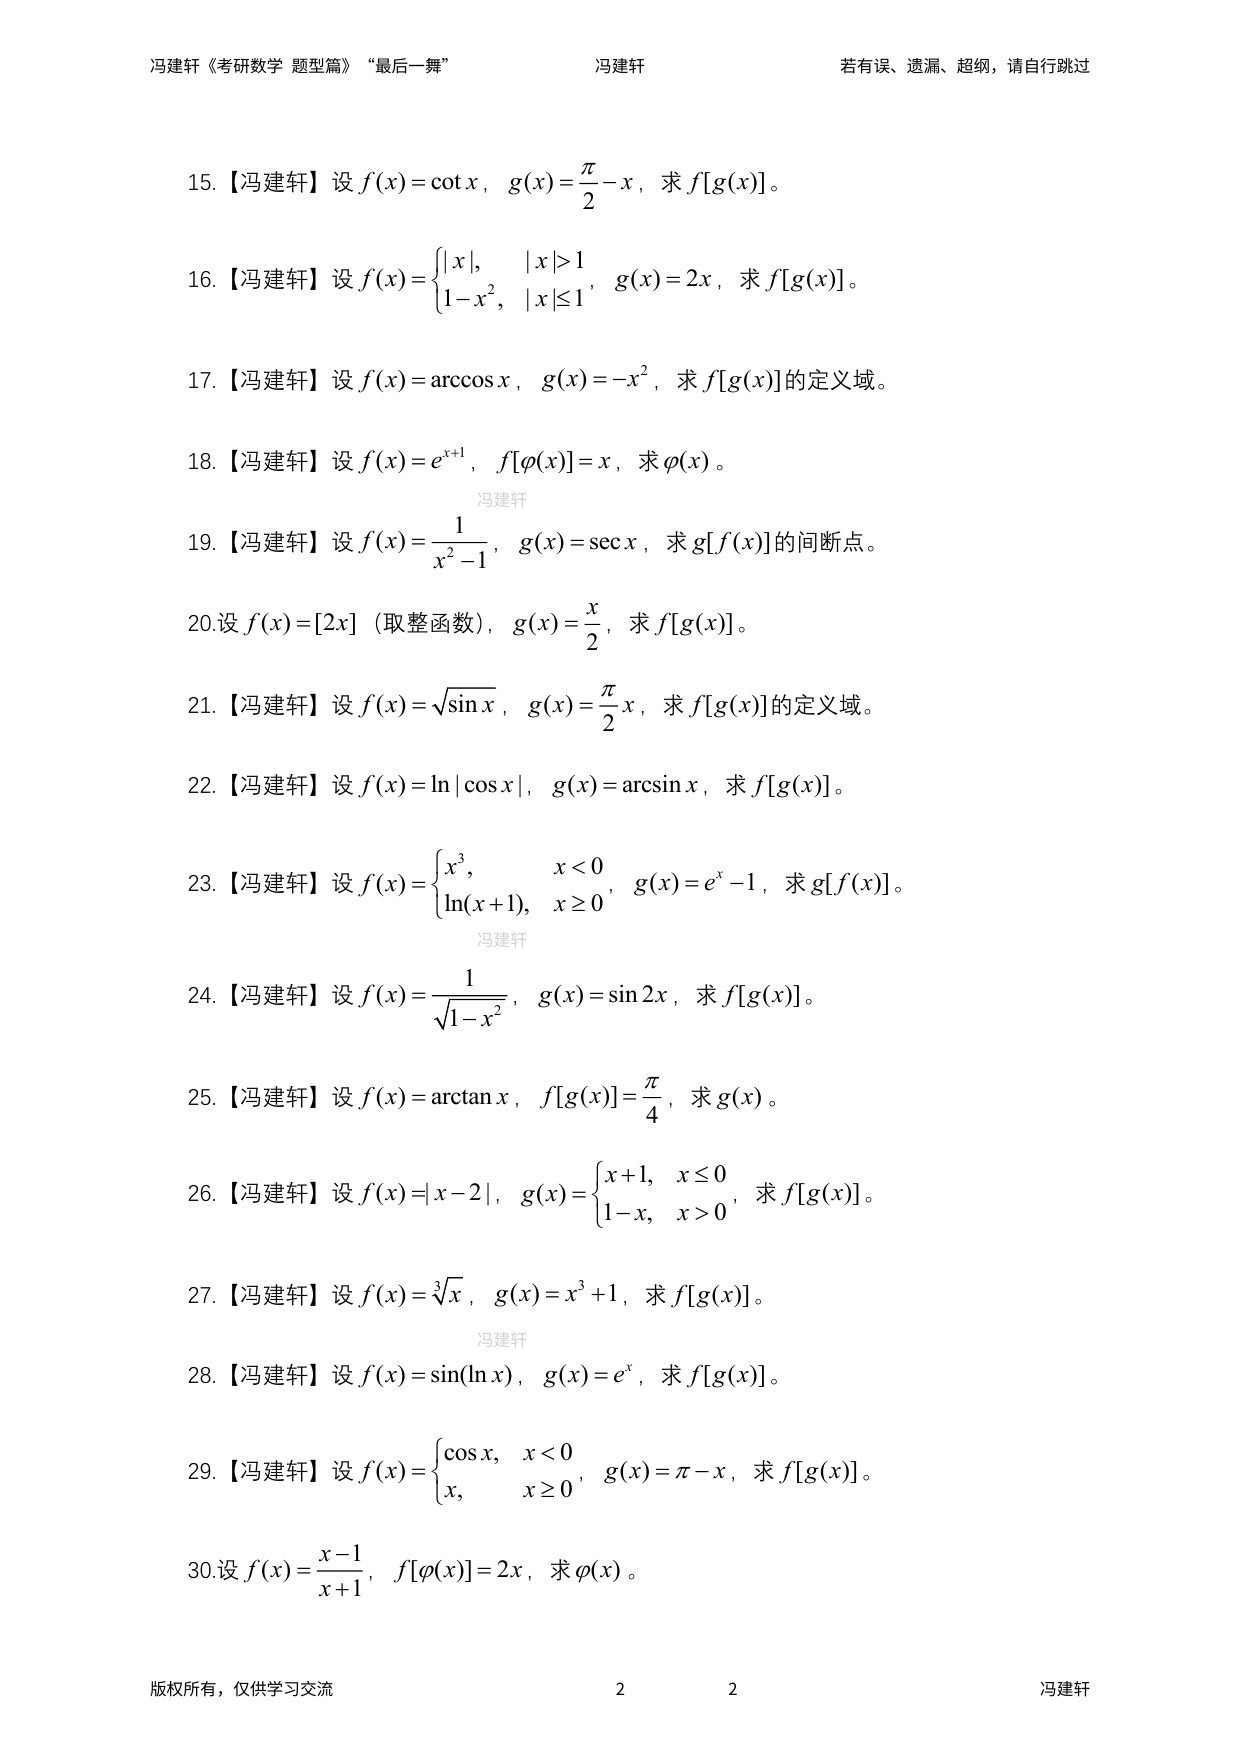 冯建轩《考研数学 题型篇》“最后一舞” 冯建轩 若有误、遗漏、超纲，请自行跳过
15.【冯建轩】设 f(x)=cot x，g(x)=π/2−x，求 f[g(x)]。
16.【冯建轩】设 f(x)={|x|, |x|>1; 1−x², |x|≤1，g(x)=2x，求 f[g(x)]。
17.【冯建轩】设 f(x)=arccos x，g(x)=−x²，求 f[g(x)]的定义域。
18.【冯建轩】设 f(x)=e^(x+1)，f[φ(x)]=x，求φ(x)。
冯建轩
19.【冯建轩】设 f(x)=1/(x²−1)，g(x)=sec x，求 g[f(x)]的间断点。
20.设 f(x)=[2x]（取整函数），g(x)=x/2，求 f[g(x)]。
21.【冯建轩】设 f(x)=√(sin x)，g(x)=π/2 x，求 f[g(x)]的定义域。
22.【冯建轩】设 f(x)=ln|cos x|，g(x)=arcsin x，求 f[g(x)]。
23.【冯建轩】设 f(x)={x³, x<0; ln(x+1), x≥0，g(x)=e^x−1，求 g[f(x)]。
冯建轩
24.【冯建轩】设 f(x)=1/√(1−x²)，g(x)=sin 2x，求 f[g(x)]。
25.【冯建轩】设 f(x)=arctan x，f[g(x)]=π/4，求 g(x)。
26.【冯建轩】设 f(x)=|x−2|，g(x)={x+1, x≤0; 1−x, x>0，求 f[g(x)]。
27.【冯建轩】设 f(x)=∛x，g(x)=x³+1，求 f[g(x)]。
冯建轩
28.【冯建轩】设 f(x)=sin(ln x)，g(x)=e^x，求 f[g(x)]。
29.【冯建轩】设 f(x)={cos x, x<0; x, x≥0，g(x)=π−x，求 f[g(x)]。
30.设 f(x)=(x−1)/(x+1)，f[φ(x)]=2x，求φ(x)。
版权所有，仅供学习交流 2 2 冯建轩